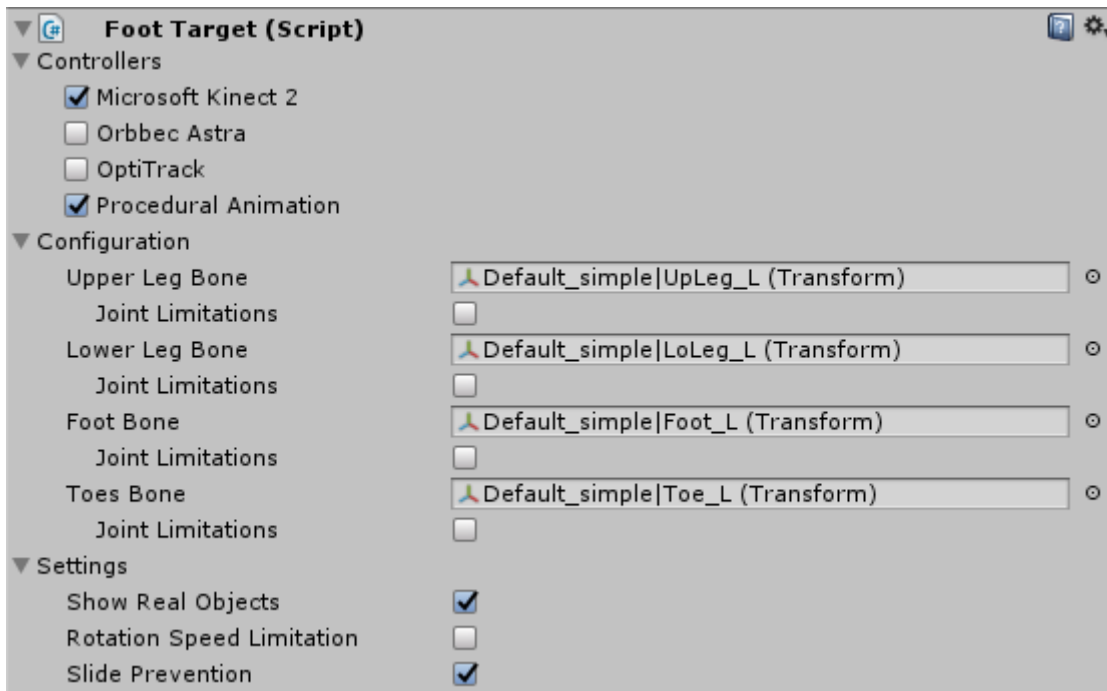 Foot Target (Script)
Controllers
Microsoft Kinect 2
Orbbec Astra
OptiTrack
Procedural Animation
Configuration
Upper Leg Bone Default_simple|UpLeg_L (Transform)
Joint Limitations
Lower Leg Bone Default_simple|LoLeg_L (Transform)
Joint Limitations
Foot Bone Default_simple|Foot_L (Transform)
Joint Limitations
Toes Bone Default_simple|Toe_L (Transform)
Joint Limitations
Settings
Show Real Objects
Rotation Speed Limitation
Slide Prevention